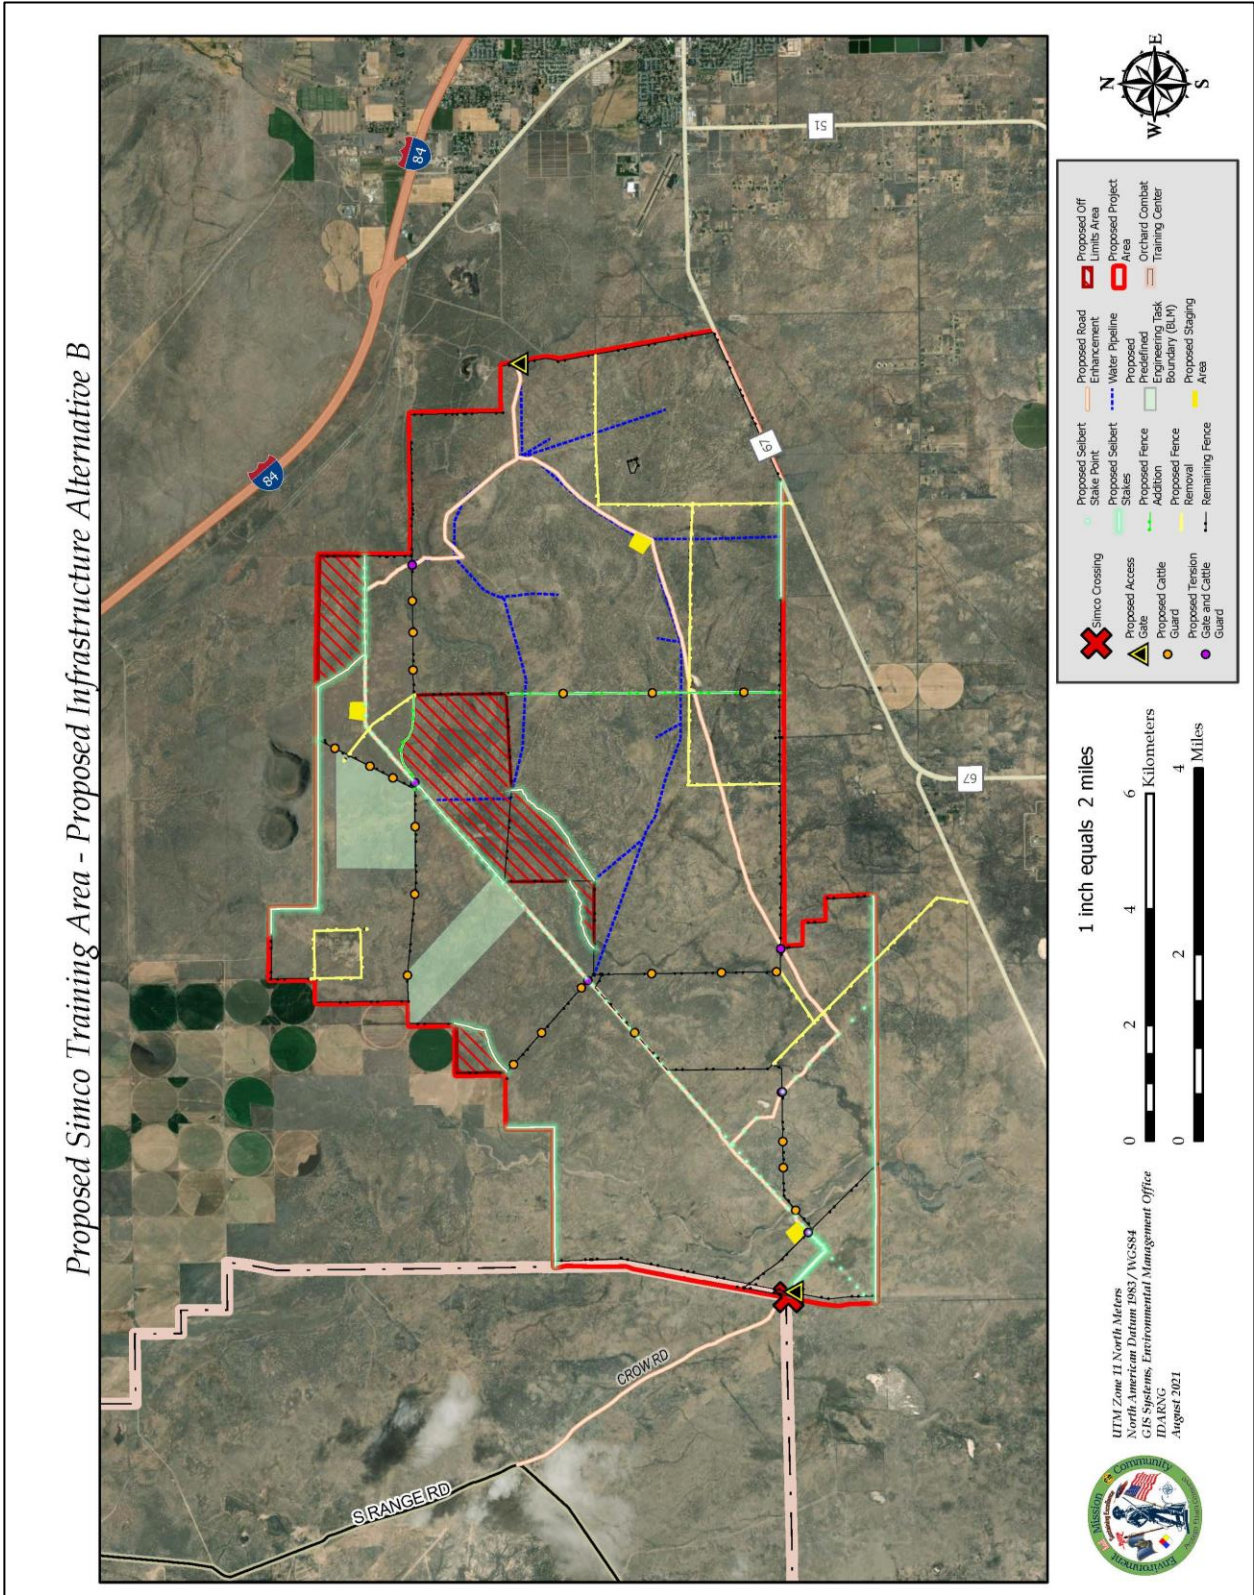 Proposed Simco Training Area - Proposed Infrastructure Alternative B
84
84
51
67
67
CROW RD
S RANGE RD
N
W
E
S
Simco Crossing
Proposed Access
Gate
Proposed Cattle
Guard
Proposed Tension
Gate and Cattle
Guard
Proposed Seibert
Stake Point
Proposed Seibert
Stakes
Proposed Fence
Addition
Proposed Fence
Removal
Remaining Fence
Proposed Road
Enhancement
Water Pipeline
Proposed
Predefined
Engineering Task
Boundary (BLM)
Proposed Staging
Area
Proposed Off
Limits Area
Proposed Project
Area
Orchard Combat
Training Center
1 inch equals 2 miles
0 2 4 6
Kilometers
0 2 4
Miles
UTM Zone 11 North Meters
North American Datum 1983/WGS84
GIS Systems, Environmental Management Office
IDARNG
August 2021
Environment
Mission
Community